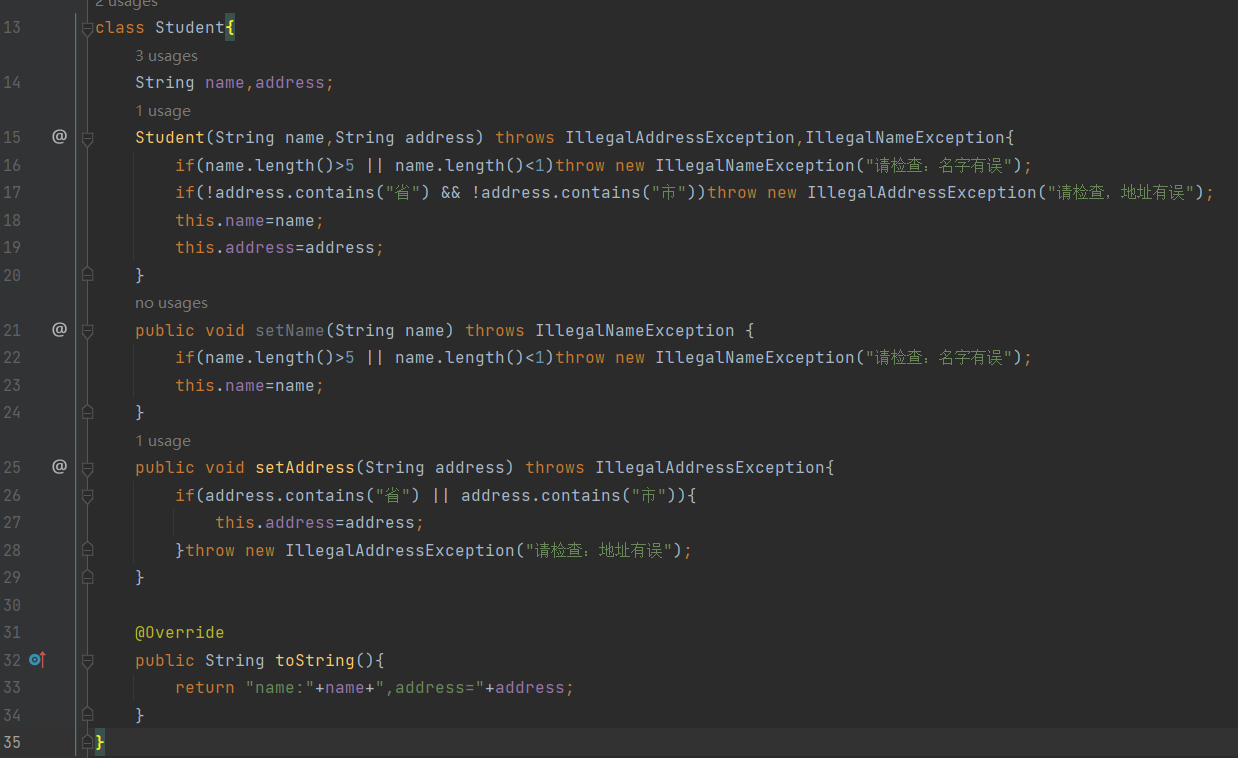 2 usages
13 class Student{
3 usages
14 String name,address;
1 usage
15 @ Student(String name,String address) throws IllegalAddressException,IllegalNameException{
16 if(name.length()>5 || name.length()<1)throw new IllegalNameException("请检查：名字有误");
17 if(!address.contains("省") && !address.contains("市"))throw new IllegalAddressException("请检查，地址有误");
18 this.name=name;
19 this.address=address;
20 }
no usages
21 @ public void setName(String name) throws IllegalNameException {
22 if(name.length()>5 || name.length()<1)throw new IllegalNameException("请检查：名字有误");
23 this.name=name;
24 }
1 usage
25 @ public void setAddress(String address) throws IllegalAddressException{
26 if(address.contains("省") || address.contains("市")){
27 this.address=address;
28 }throw new IllegalAddressException("请检查：地址有误");
29 }
30
31 @Override
32 public String toString(){
33 return "name:"+name+",address="+address;
34 }
35 }